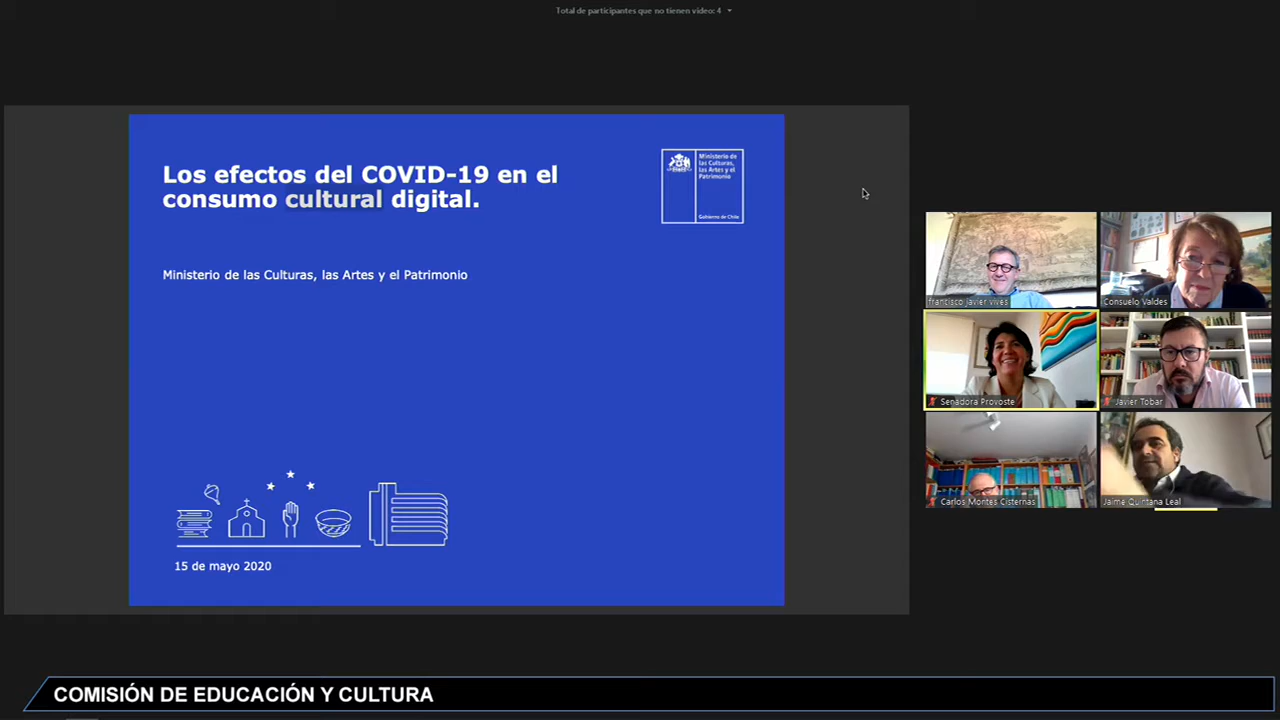 Total de participantes que no tienen video: 4
Los efectos del COVID-19 en el
consumo cultural digital.
Ministerio de las Culturas, las Artes y el Patrimonio
15 de mayo 2020
Ministerio de
las Culturas,
las Artes y el
Patrimonio
Gobierno de Chile
francisco javier vives
Consuelo Valdes
Senadora Provoste
Javier Tobar
Carlos Montes Cisternas
Jaime Quintana Leal
COMISIÓN DE EDUCACIÓN Y CULTURA